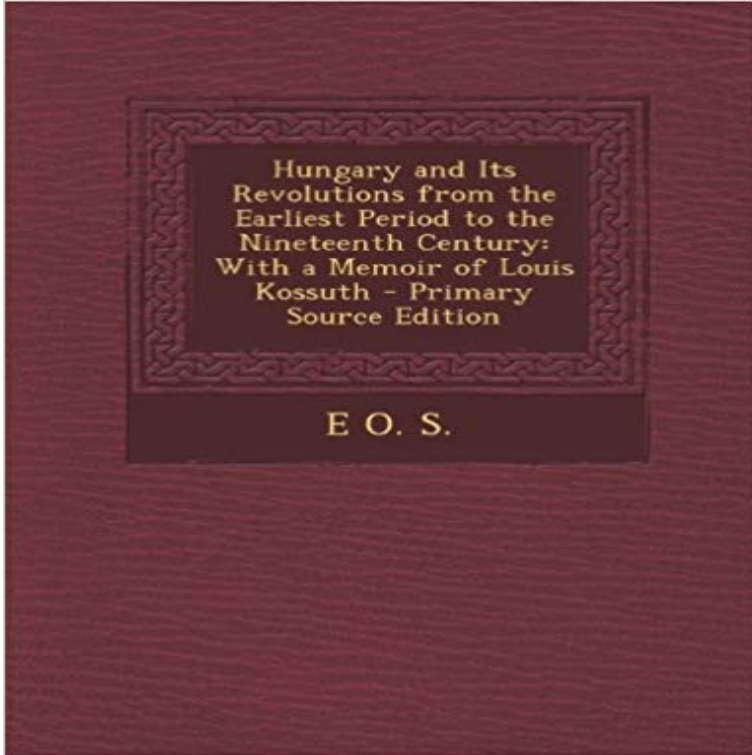 Hungary and Its
Revolutions from the
Earliest Period to the
Nineteenth Century:
With a Memoir of Louis
Kossuth - Primary
Source Edition
E O. S.